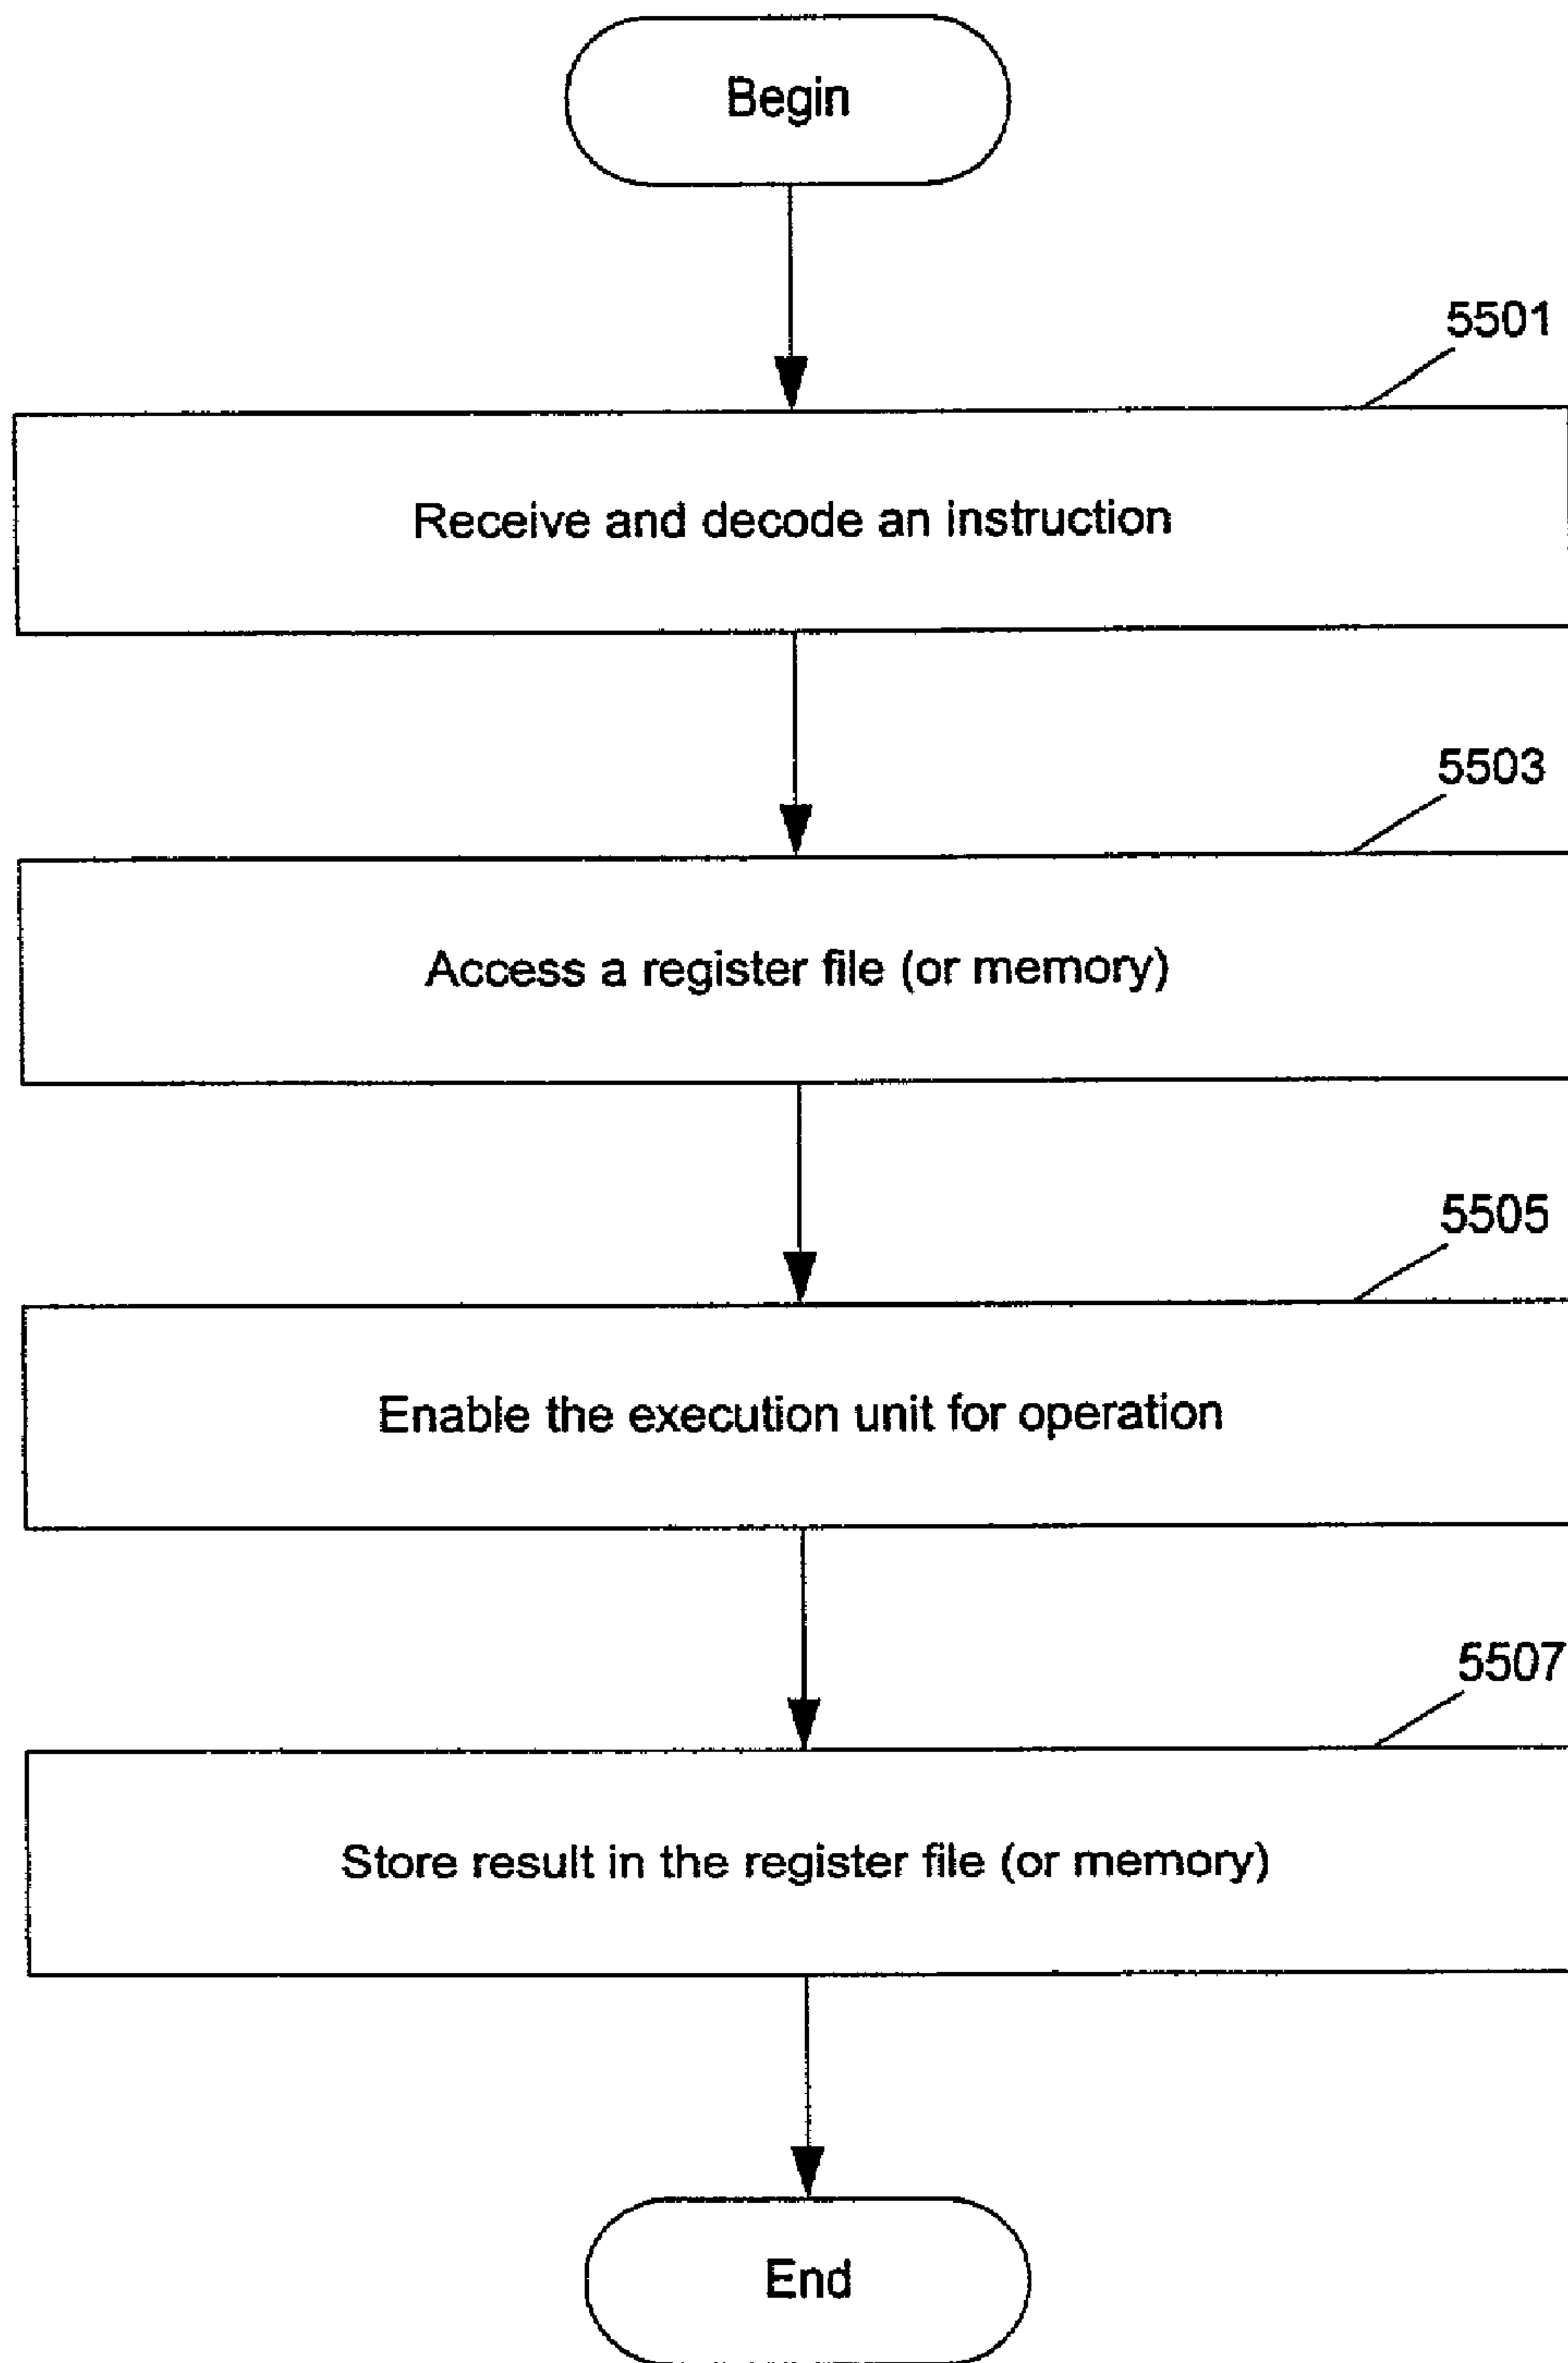 Begin
5501
Receive and decode an instruction
5503
Access a register file (or memory)
5505
Enable the execution unit for operation
5507
Store result in the register file (or memory)
End